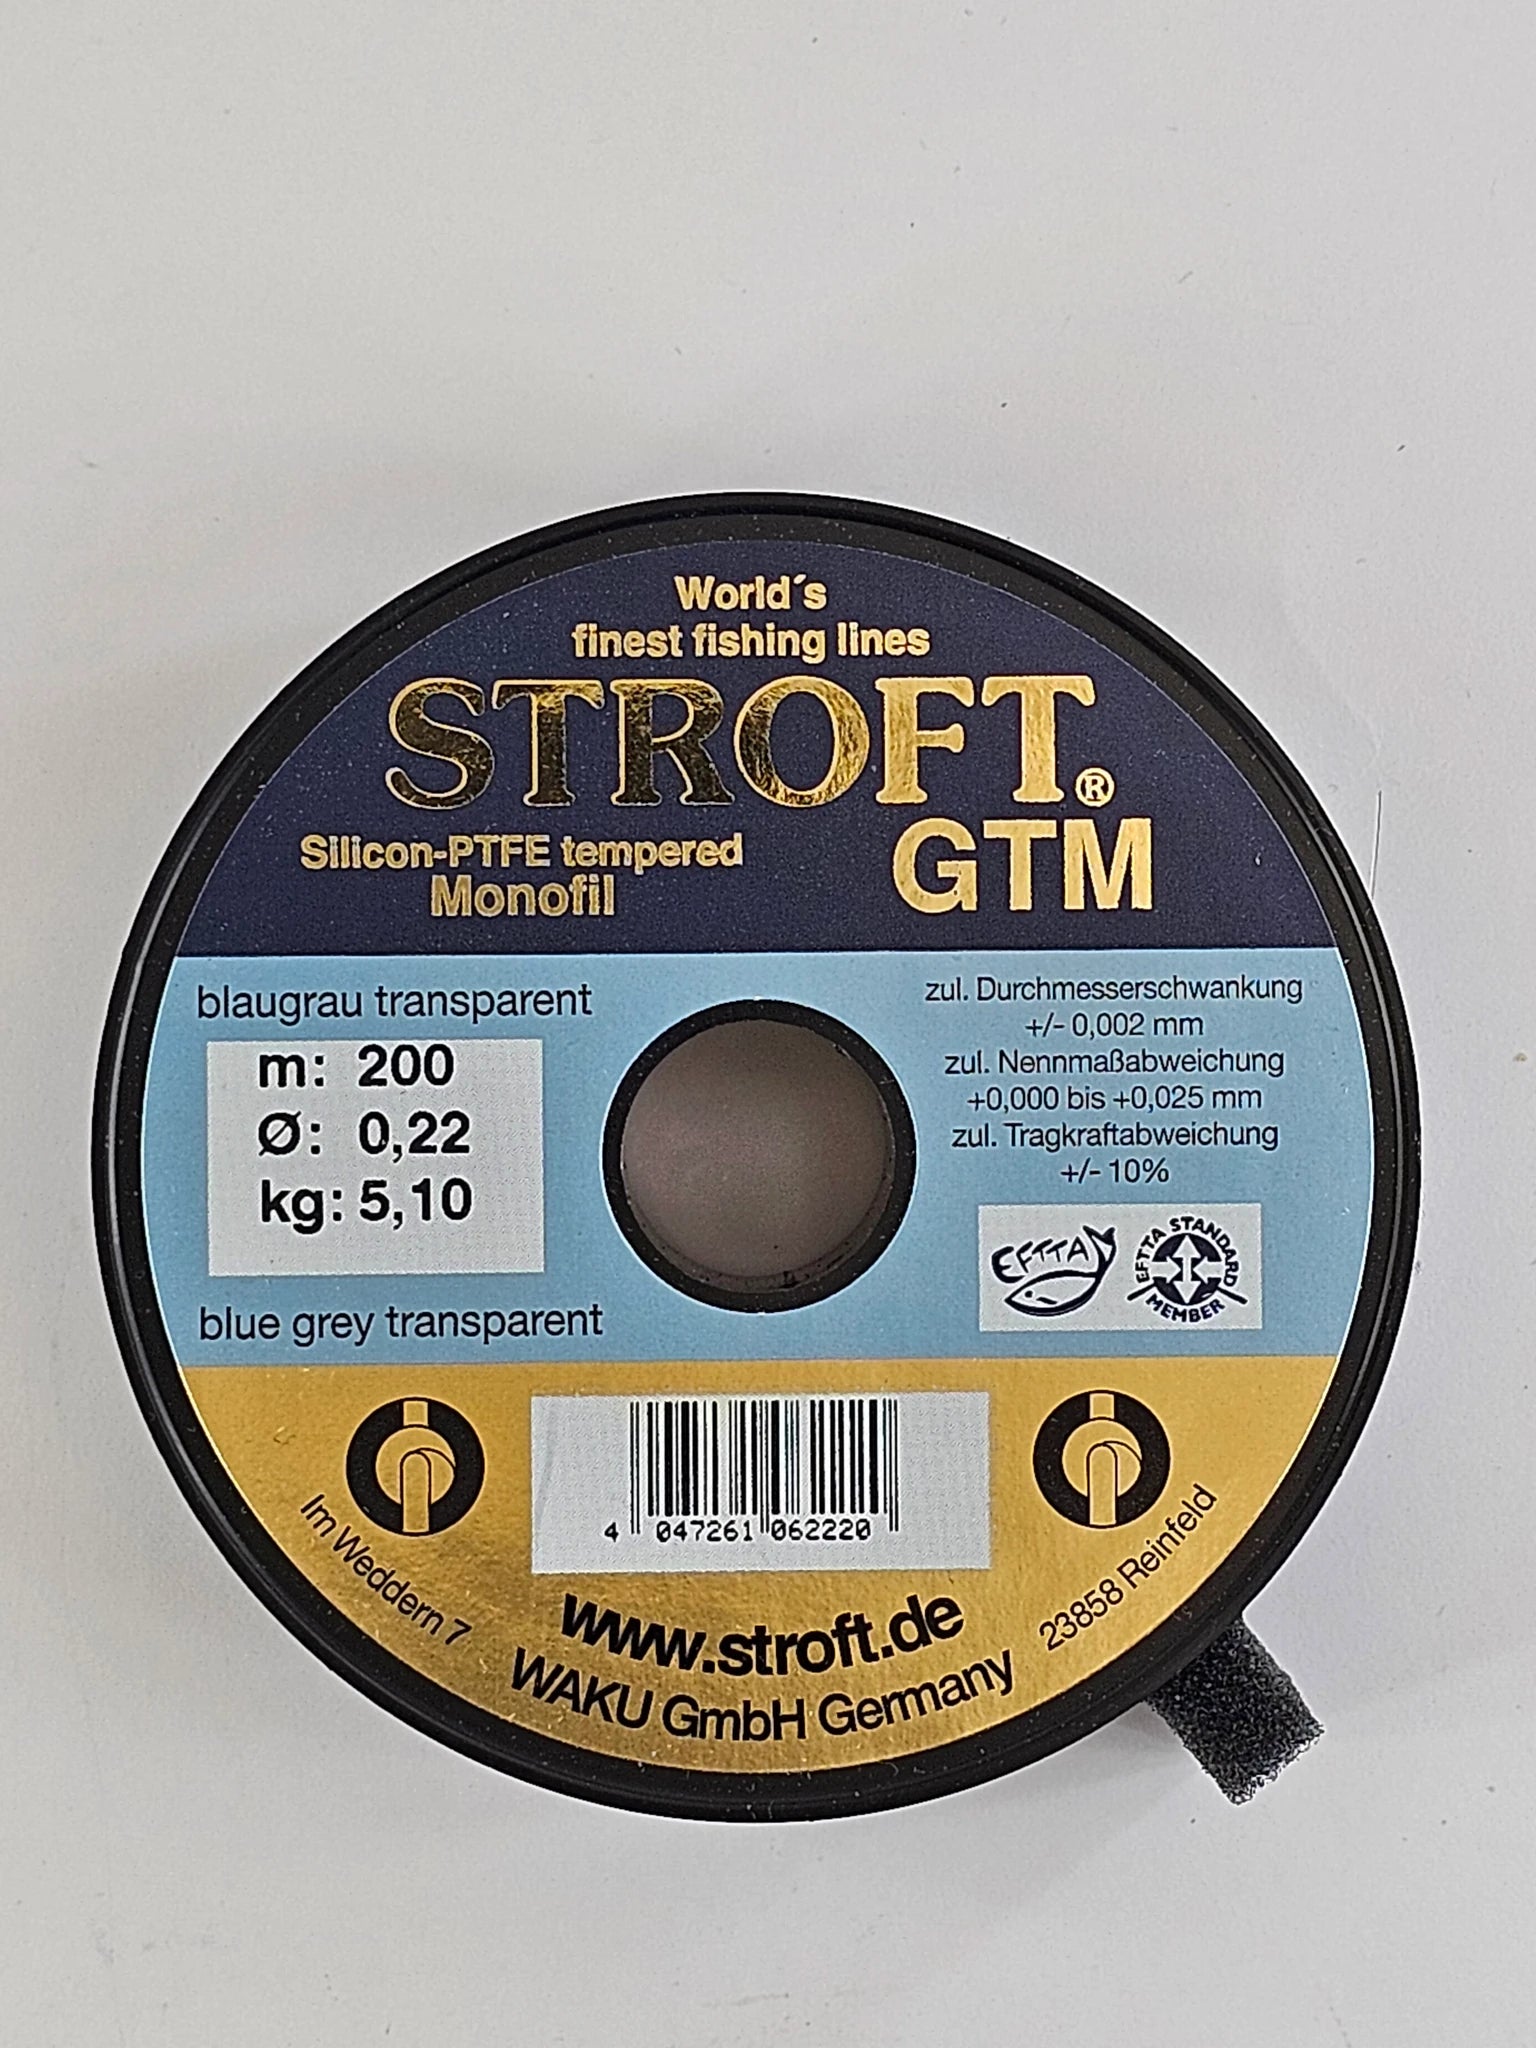 World´s
finest fishing lines
STROFT®
GTM
Silicon-PTFE tempered
Monofil
blaugrau transparent
m: 200
Ø: 0,22
kg: 5,10
blue grey transparent
zul. Durchmesserschwankung
+/- 0,002 mm
zul. Nennmaßabweichung
+0,000 bis +0,025 mm
zul. Tragkraftabweichung
+/- 10%
EFTTA
EFTTA STANDARD
MEMBER
4 047261 062220
Im Weddern 7
www.stroft.de
WAKU GmbH Germany
23858 Reinfeld